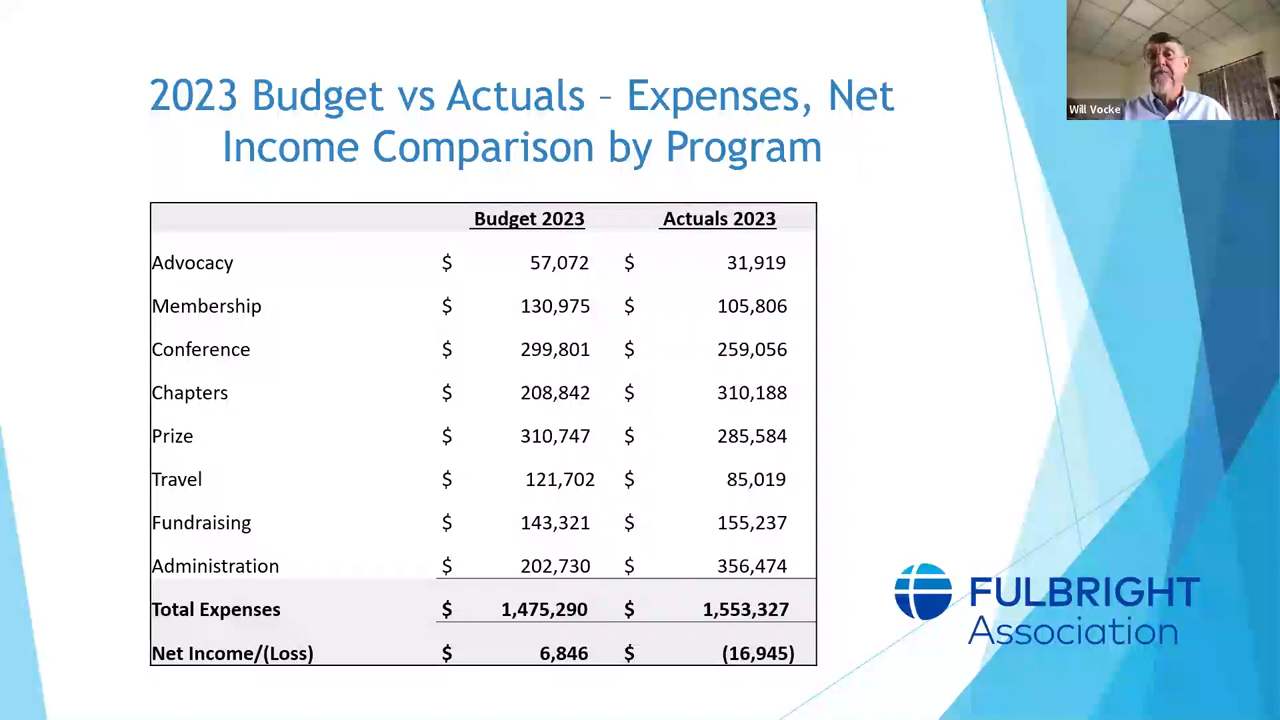 Will Vocke
2023 Budget vs Actuals – Expenses, Net
Income Comparison by Program
Budget 2023 Actuals 2023
Advocacy $ 57,072 $ 31,919
Membership $ 130,975 $ 105,806
Conference $ 299,801 $ 259,056
Chapters $ 208,842 $ 310,188
Prize $ 310,747 $ 285,584
Travel $ 121,702 $ 85,019
Fundraising $ 143,321 $ 155,237
Administration $ 202,730 $ 356,474
Total Expenses $ 1,475,290 $ 1,553,327
Net Income/(Loss) $ 6,846 $ (16,945)
FULBRIGHT
Association